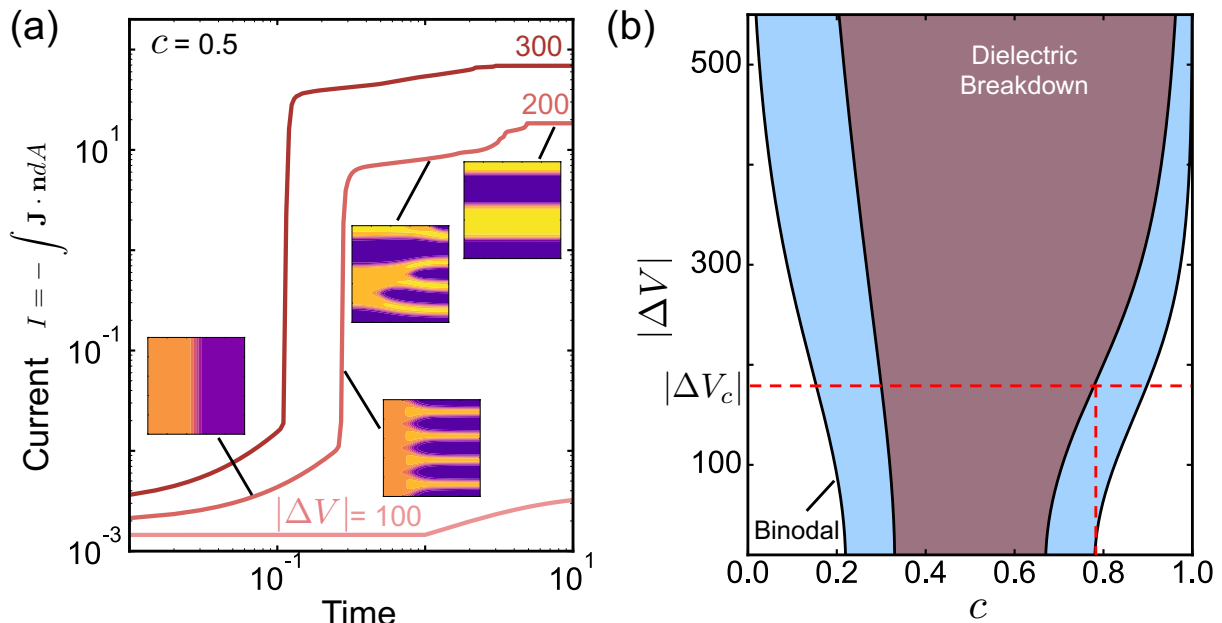 (a)
c = 0.5
300
200
|ΔV| = 100
10^1
10^-1
10^-3
Current I = − ∫ J · ndA
10^-1
10^1
Time
(b)
Dielectric
Breakdown
Binodal
500
300
|ΔV_c|
100
|ΔV|
0.0 0.2 0.4 0.6 0.8 1.0
c